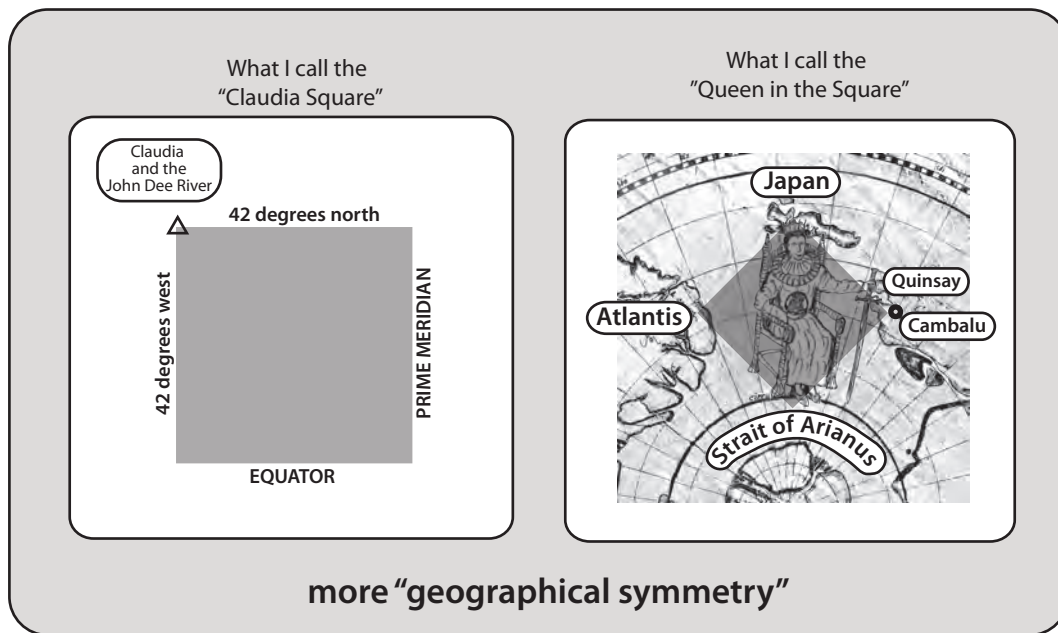 What I call the
“Claudia Square”
Claudia
and the
John Dee River
42 degrees north
42 degrees west
PRIME MERIDIAN
EQUATOR
What I call the
”Queen in the Square”
Japan
Quinsay
Atlantis
Cambalu
Strait of Arianus
more “geographical symmetry”